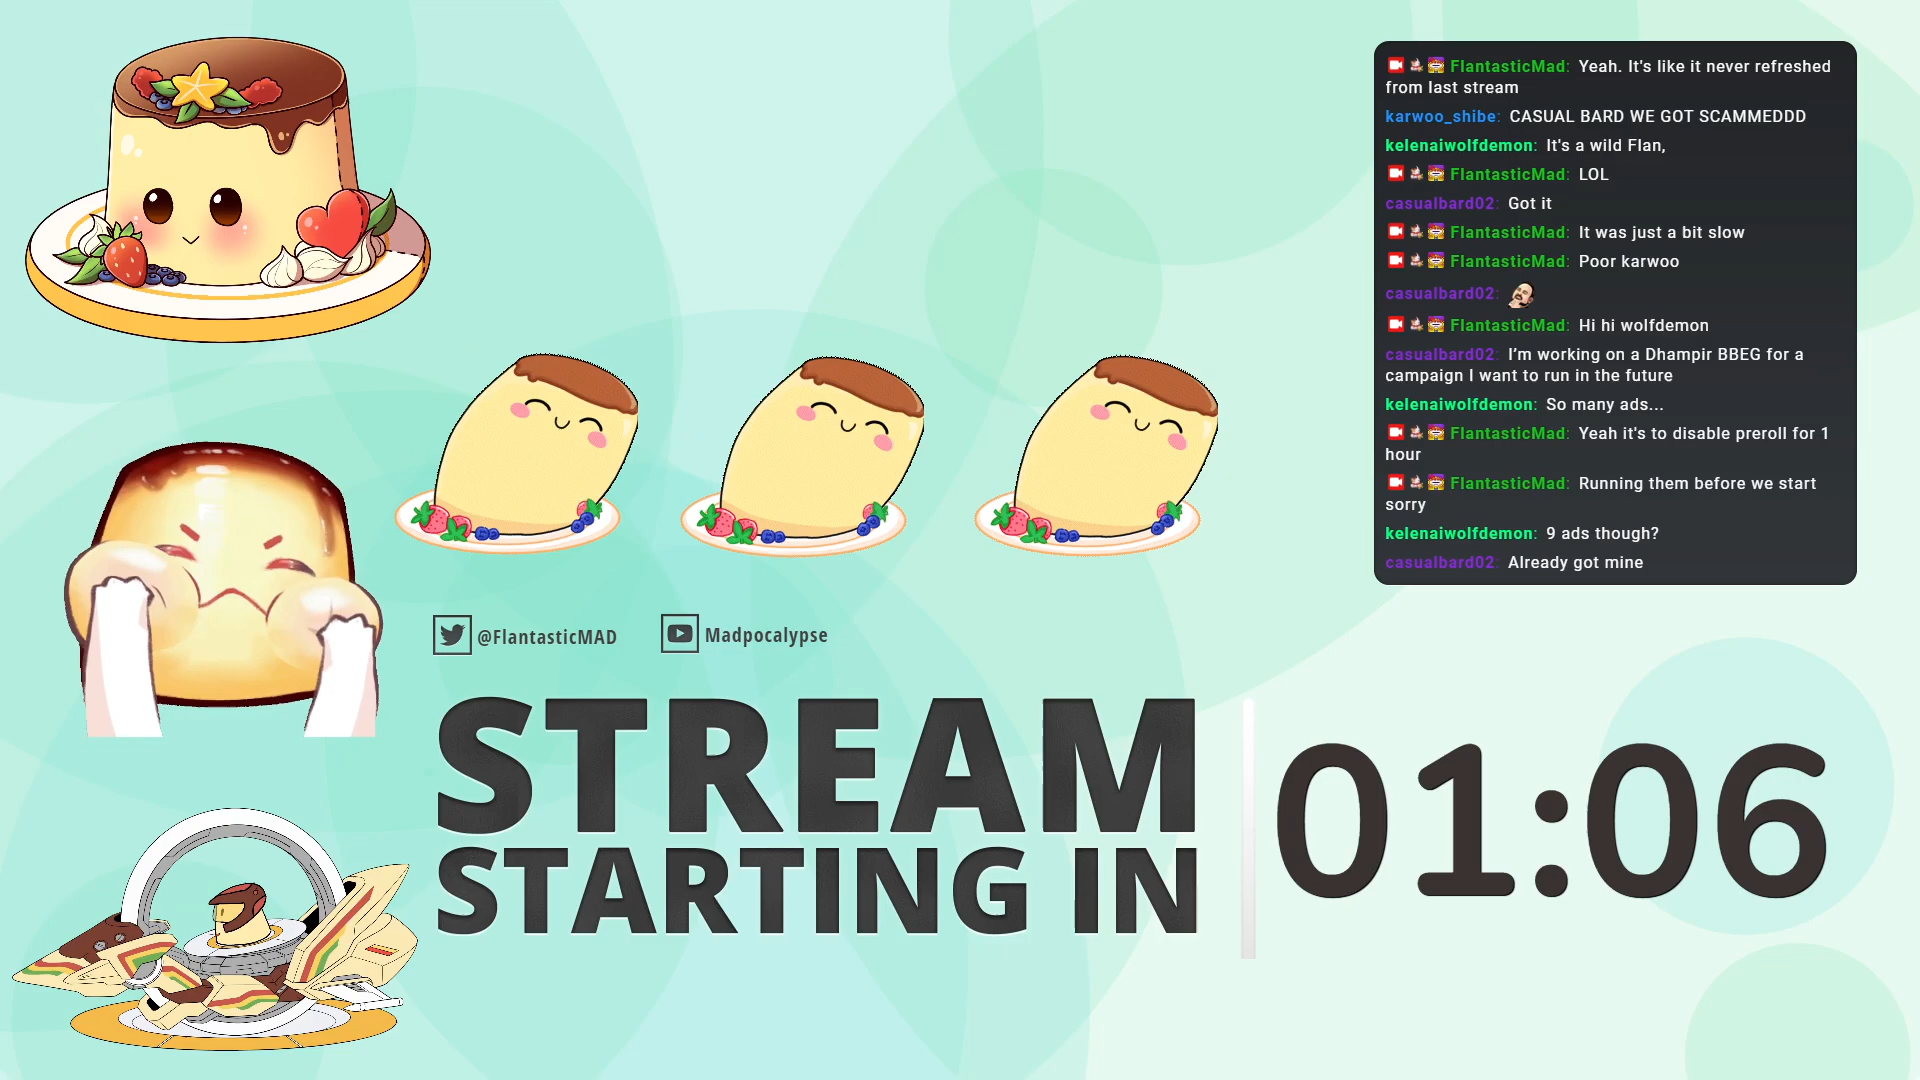 FlantasticMad: Yeah. It's like it never refreshed
from last stream
karwoo_shibe: CASUAL BARD WE GOT SCAMMEDDD
kelenaiwolfdemon: It's a wild Flan,
FlantasticMad: LOL
casualbard02: Got it
FlantasticMad: It was just a bit slow
FlantasticMad: Poor karwoo
casualbard02:
FlantasticMad: Hi hi wolfdemon
casualbard02: I’m working on a Dhampir BBEG for a
campaign I want to run in the future
kelenaiwolfdemon: So many ads...
FlantasticMad: Yeah it's to disable preroll for 1
hour
FlantasticMad: Running them before we start
sorry
kelenaiwolfdemon: 9 ads though?
casualbard02: Already got mine
@FlantasticMAD
Madpocalypse
STREAM
STARTING IN
01:06